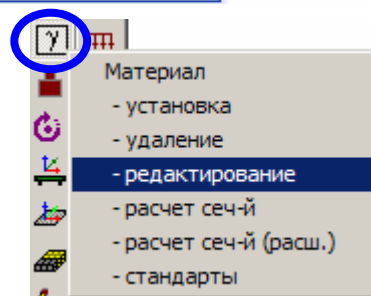 γ
Материал
- установка
- удаление
- редактирование
- расчет сеч-й
- расчет сеч-й (расш.)
- стандарты